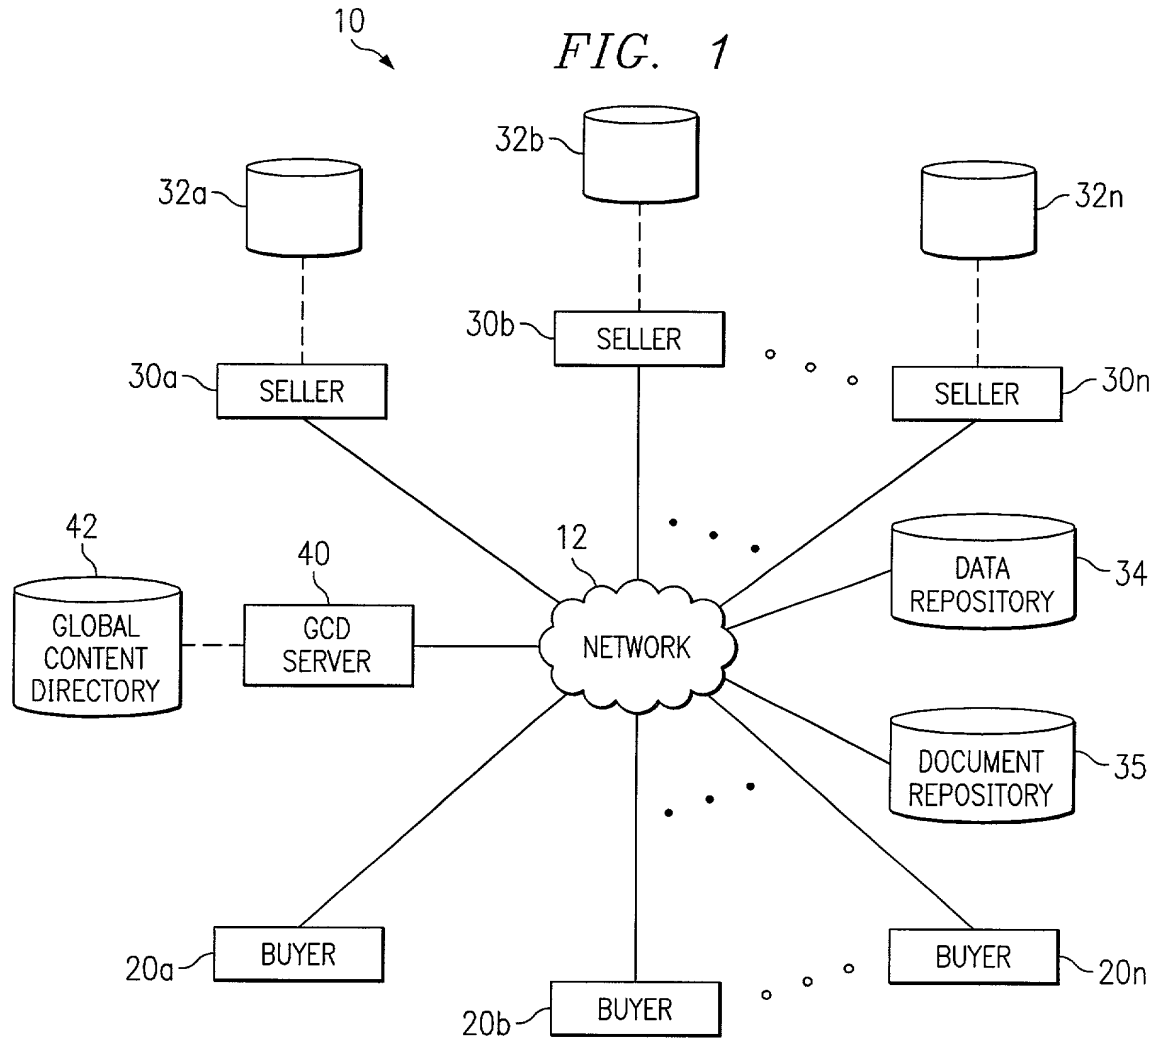 10
FIG. 1
32a
32b
32n
30a
SELLER
30b
SELLER
SELLER
30n
42
GLOBAL
CONTENT
DIRECTORY
40
GCD
SERVER
12
NETWORK
DATA
REPOSITORY
34
DOCUMENT
REPOSITORY
35
20a
BUYER
20b
BUYER
BUYER
20n